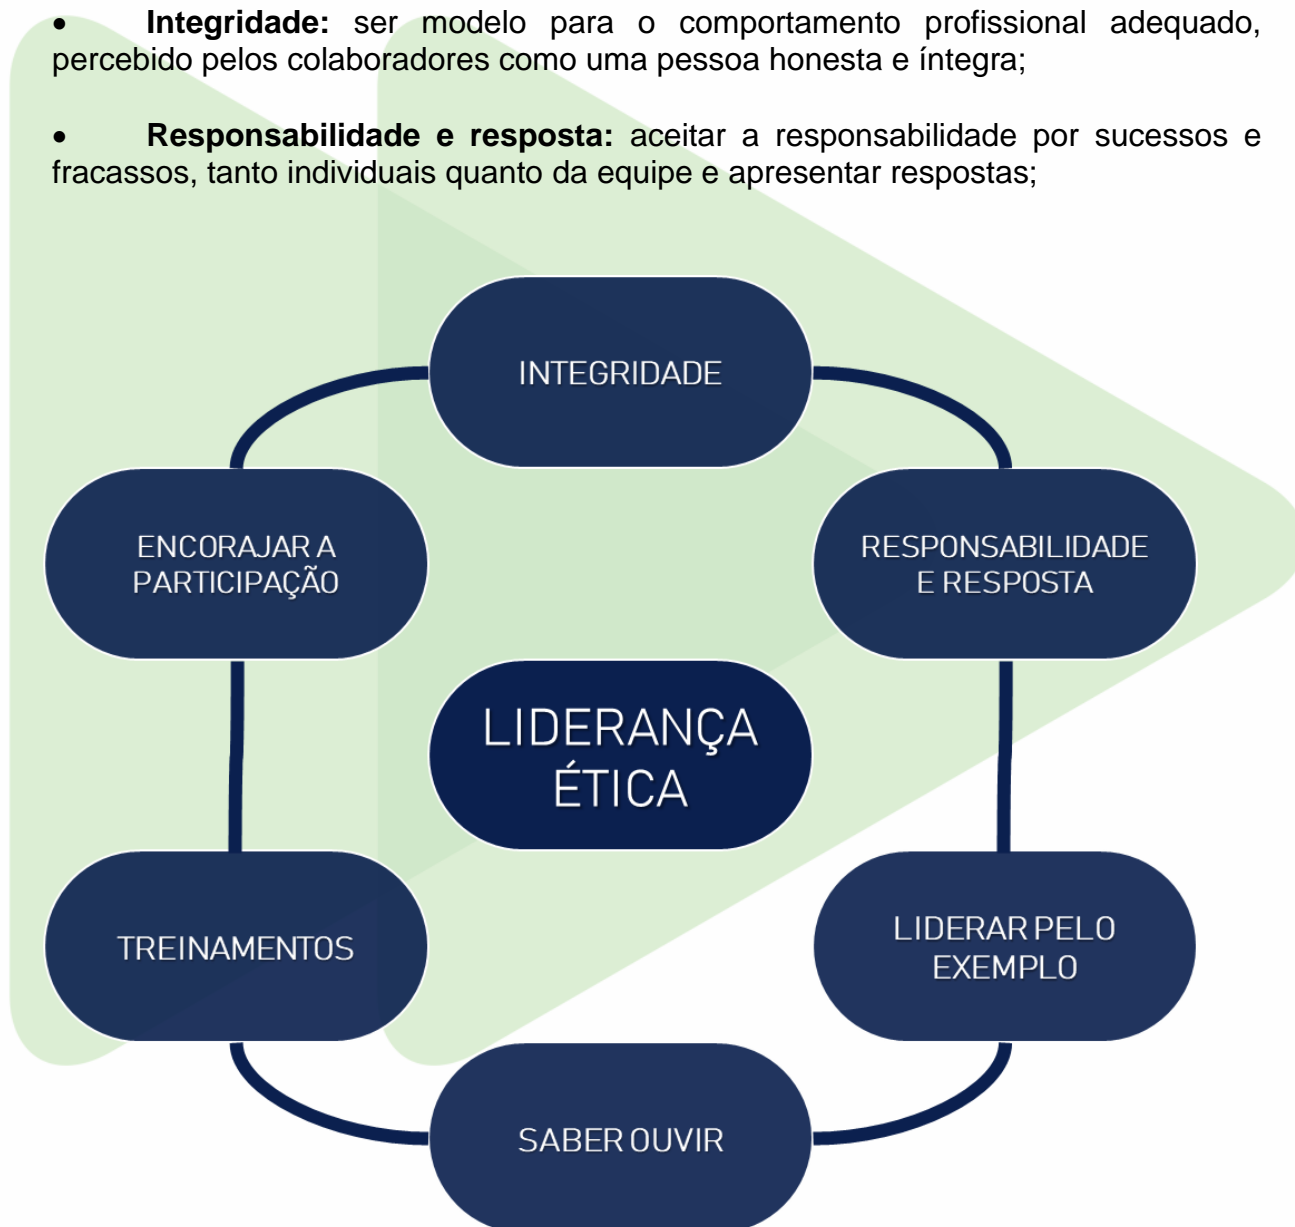 • Integridade: ser modelo para o comportamento profissional adequado,
percebido pelos colaboradores como uma pessoa honesta e íntegra;
• Responsabilidade e resposta: aceitar a responsabilidade por sucessos e
fracassos, tanto individuais quanto da equipe e apresentar respostas;
INTEGRIDADE
ENCORAJAR A
PARTICIPAÇÃO
RESPONSABILIDADE
E RESPOSTA
LIDERANÇA
ÉTICA
TREINAMENTOS
LIDERAR PELO
EXEMPLO
SABER OUVIR